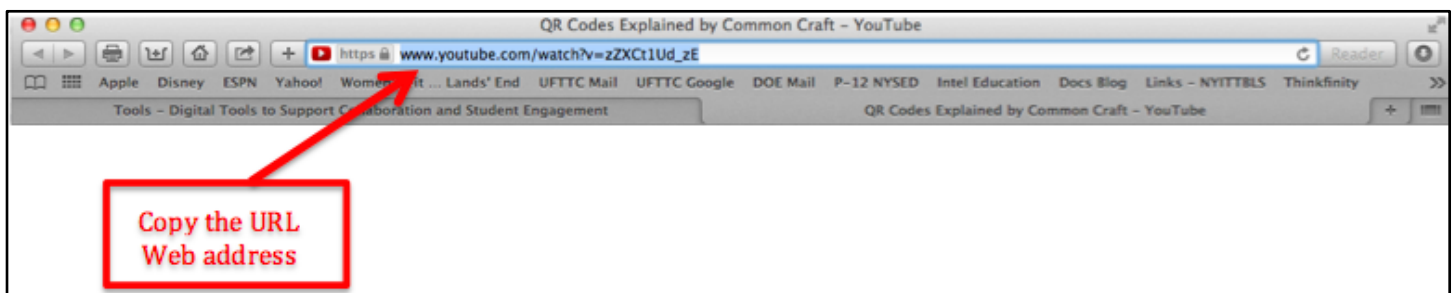 QR Codes Explained by Common Craft – YouTube
https www.youtube.com/watch?v=zZXCt1Ud_zE Reader
Apple Disney ESPN Yahoo! ... Lands' End UFTTC Mail UFTTC Google DOE Mail P-12 NYSED Intel Education Docs Blog Links – NYITTBLS Thinkfinity
Tools – Digital Tools to Support Collaboration and Student Engagement QR Codes Explained by Common Craft – YouTube
Copy the URL
Web address